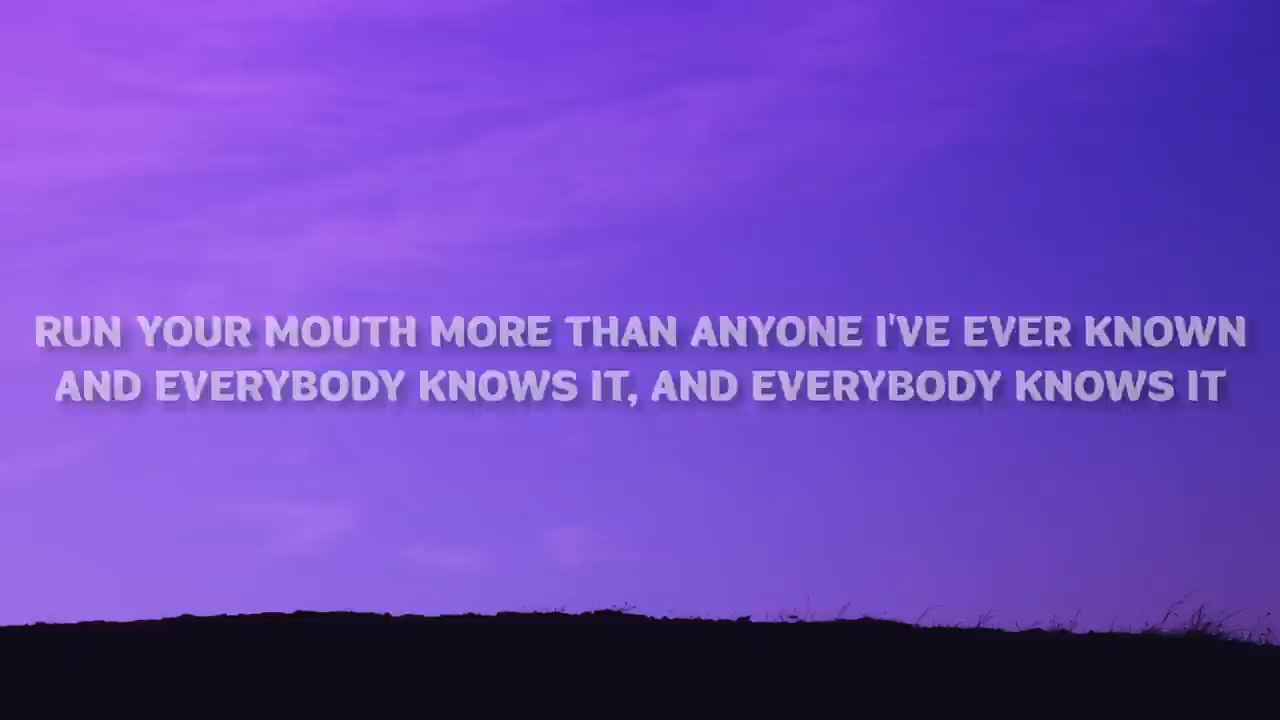 RUN YOUR MOUTH MORE THAN ANYONE I'VE EVER KNOWN
AND EVERYBODY KNOWS IT, AND EVERYBODY KNOWS IT